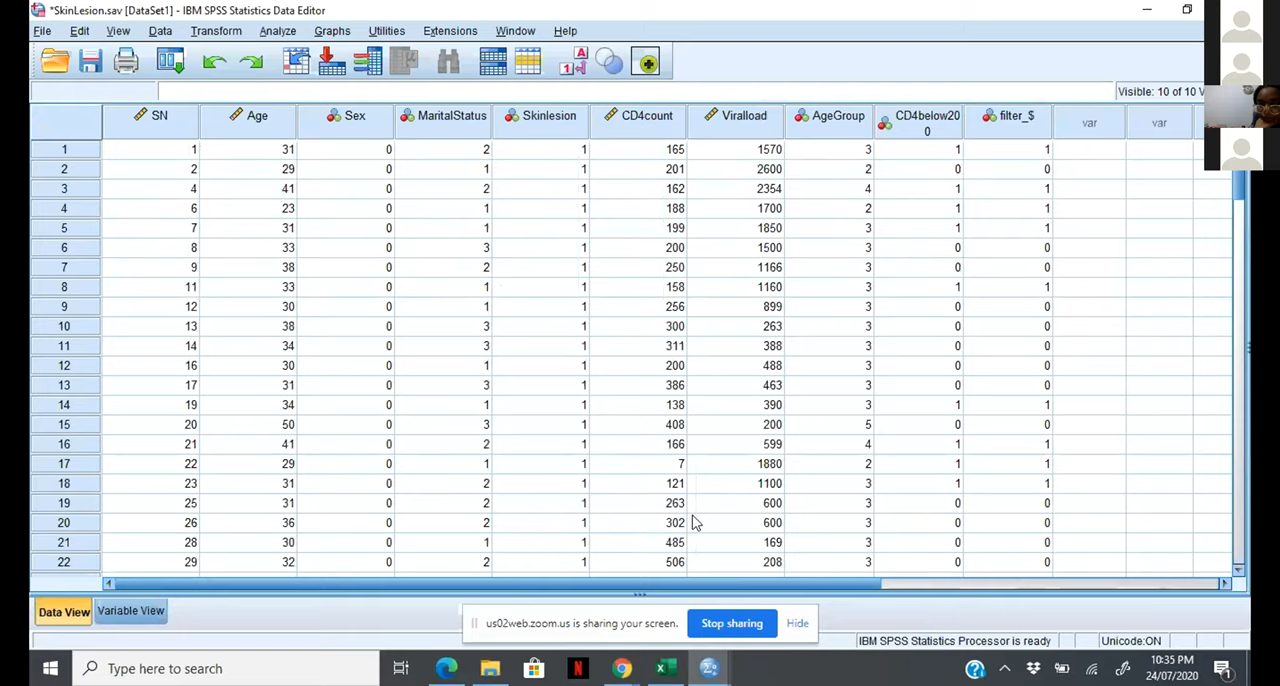 *SkinLesion.sav [DataSet1] - IBM SPSS Statistics Data Editor
File Edit View Data Transform Analyze Graphs Utilities Extensions Window Help
Visible: 10 of 10 V
SN Age Sex MaritalStatus Skinlesion CD4count Viralload AgeGroup CD4below200 filter_$ var var
1 1 31 0 2 1 165 1570 3 1 1
2 2 29 0 1 1 201 2600 2 0 0
3 4 41 0 2 1 162 2354 4 1 1
4 6 23 0 1 1 188 1700 2 1 1
5 7 31 0 1 1 199 1850 3 1 1
6 8 33 0 3 1 200 1500 3 0 0
7 9 38 0 2 1 250 1166 3 0 0
8 11 33 0 1 1 158 1160 3 1 1
9 12 30 0 1 1 256 899 3 0 0
10 13 38 0 3 1 300 263 3 0 0
11 14 34 0 3 1 311 388 3 0 0
12 16 30 0 1 1 200 488 3 0 0
13 17 31 0 3 1 386 463 3 0 0
14 19 34 0 1 1 138 390 3 1 1
15 20 50 0 3 1 408 200 5 0 0
16 21 41 0 2 1 166 599 4 1 1
17 22 29 0 1 1 7 1880 2 1 1
18 23 31 0 2 1 121 1100 3 1 1
19 25 31 0 2 1 263 600 3 0 0
20 26 36 0 2 1 302 600 3 0 0
21 28 30 0 1 1 485 169 3 0 0
22 29 32 0 2 1 506 208 3 0 0
Data View Variable View
us02web.zoom.us is sharing your screen. Stop sharing Hide
IBM SPSS Statistics Processor is ready Unicode:ON
Type here to search
10:35 PM
24/07/2020